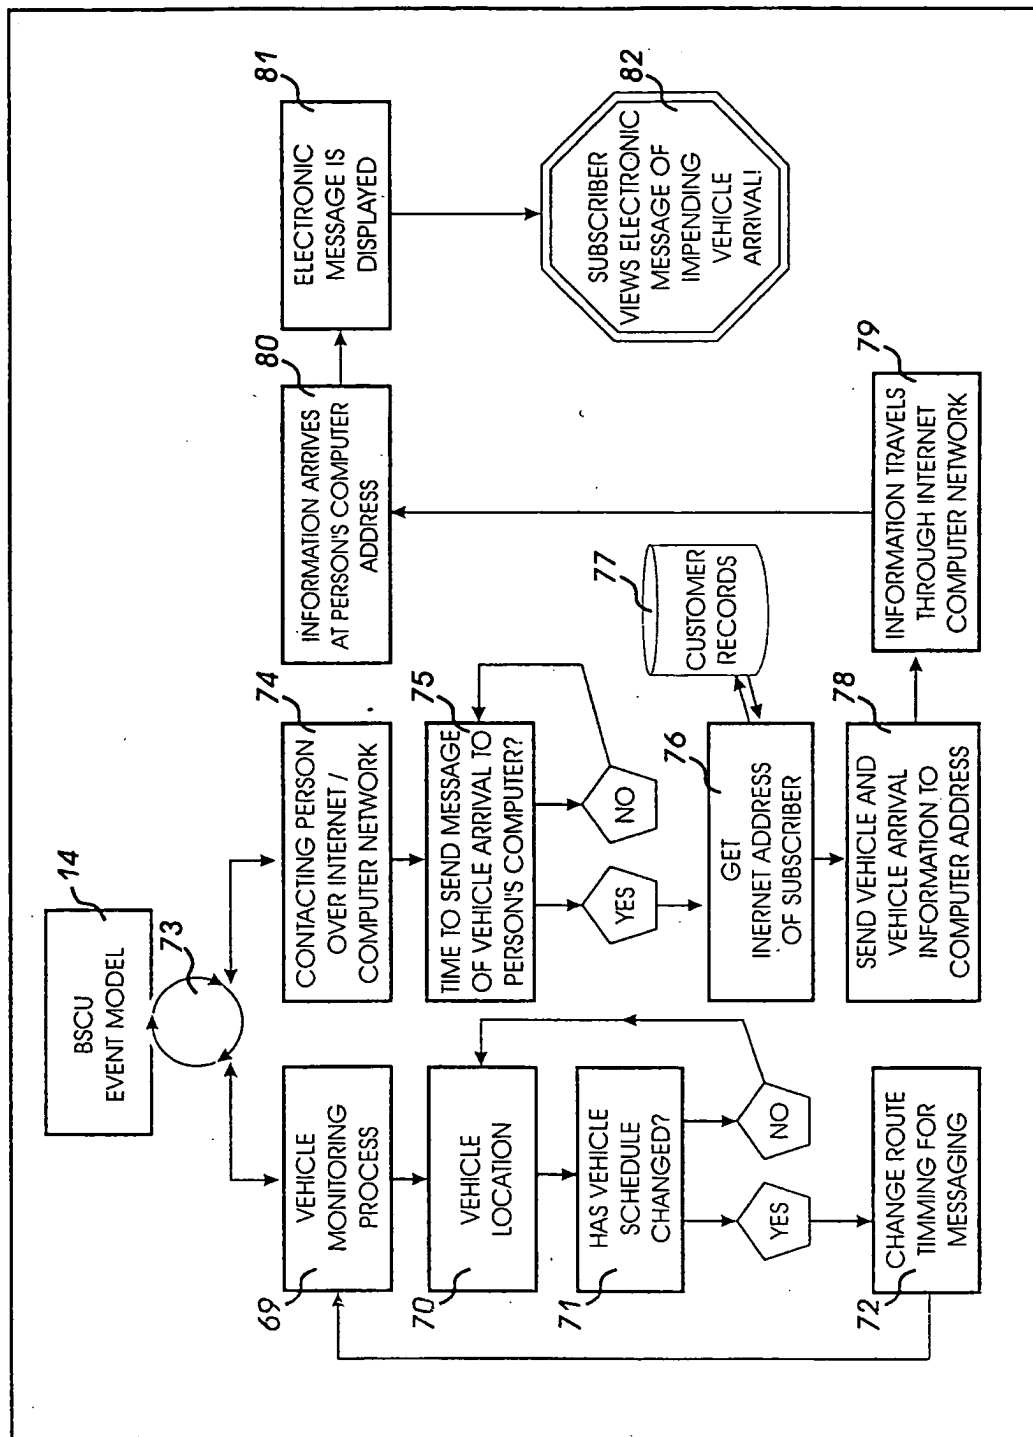 14
BSCU
EVENT MODEL
73
69
VEHICLE
MONITORING
PROCESS
70
VEHICLE
LOCATION
71
HAS VEHICLE
SCHEDULE
CHANGED?
YES
NO
72
CHANGE ROUTE
TIMMING FOR
MESSAGING
74
CONTACTING PERSON
OVER INTERNET /
COMPUTER NETWORK
75
TIME TO SEND MESSAGE
OF VEHICLE ARRIVAL TO
PERSON'S COMPUTER?
YES
NO
76
GET
INERNET ADDRESS
OF SUBSCRIBER
77
CUSTOMER
RECORDS
78
SEND VEHICLE AND
VEHICLE ARRIVAL
INFORMATION TO
COMPUTER ADDRESS
79
INFORMATION TRAVELS
THROUGH INTERNET
COMPUTER NETWORK
80
INFORMATION ARRIVES
AT PERSON'S COMPUTER
ADDRESS
81
ELECTRONIC
MESSAGE IS
DISPLAYED
82
SUBSCRIBER
VIEWS ELECTRONIC
MESSAGE OF
IMPENDING
VEHICLE
ARRIVAL!